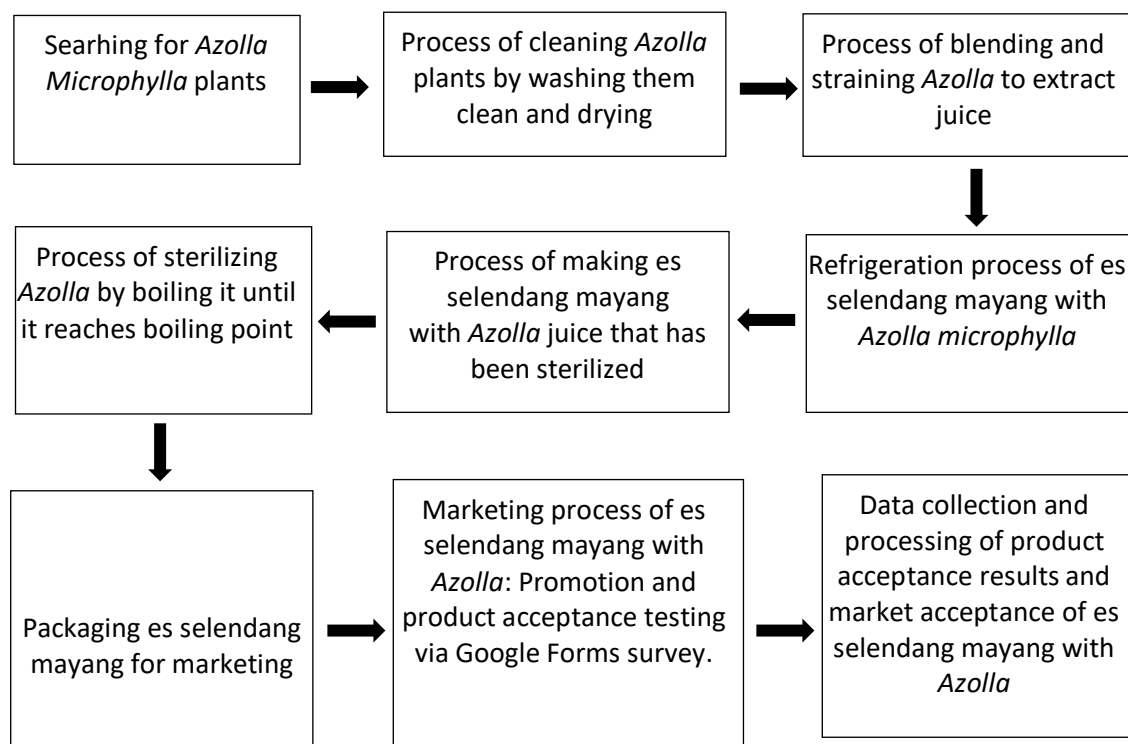 Searhing for Azolla
Microphylla plants
Process of cleaning Azolla
plants by washing them
clean and drying
Process of blending and
straining Azolla to extract
juice
Refrigeration process of es
selendang mayang with
Azolla microphylla
Process of making es
selendang mayang
with Azolla juice that has
been sterilized
Process of sterilizing
Azolla by boiling it until
it reaches boiling point
Packaging es selendang
mayang for marketing
Marketing process of es
selendang mayang with
Azolla: Promotion and
product acceptance testing
via Google Forms survey.
Data collection and
processing of product
acceptance results and
market acceptance of es
selendang mayang with
Azolla